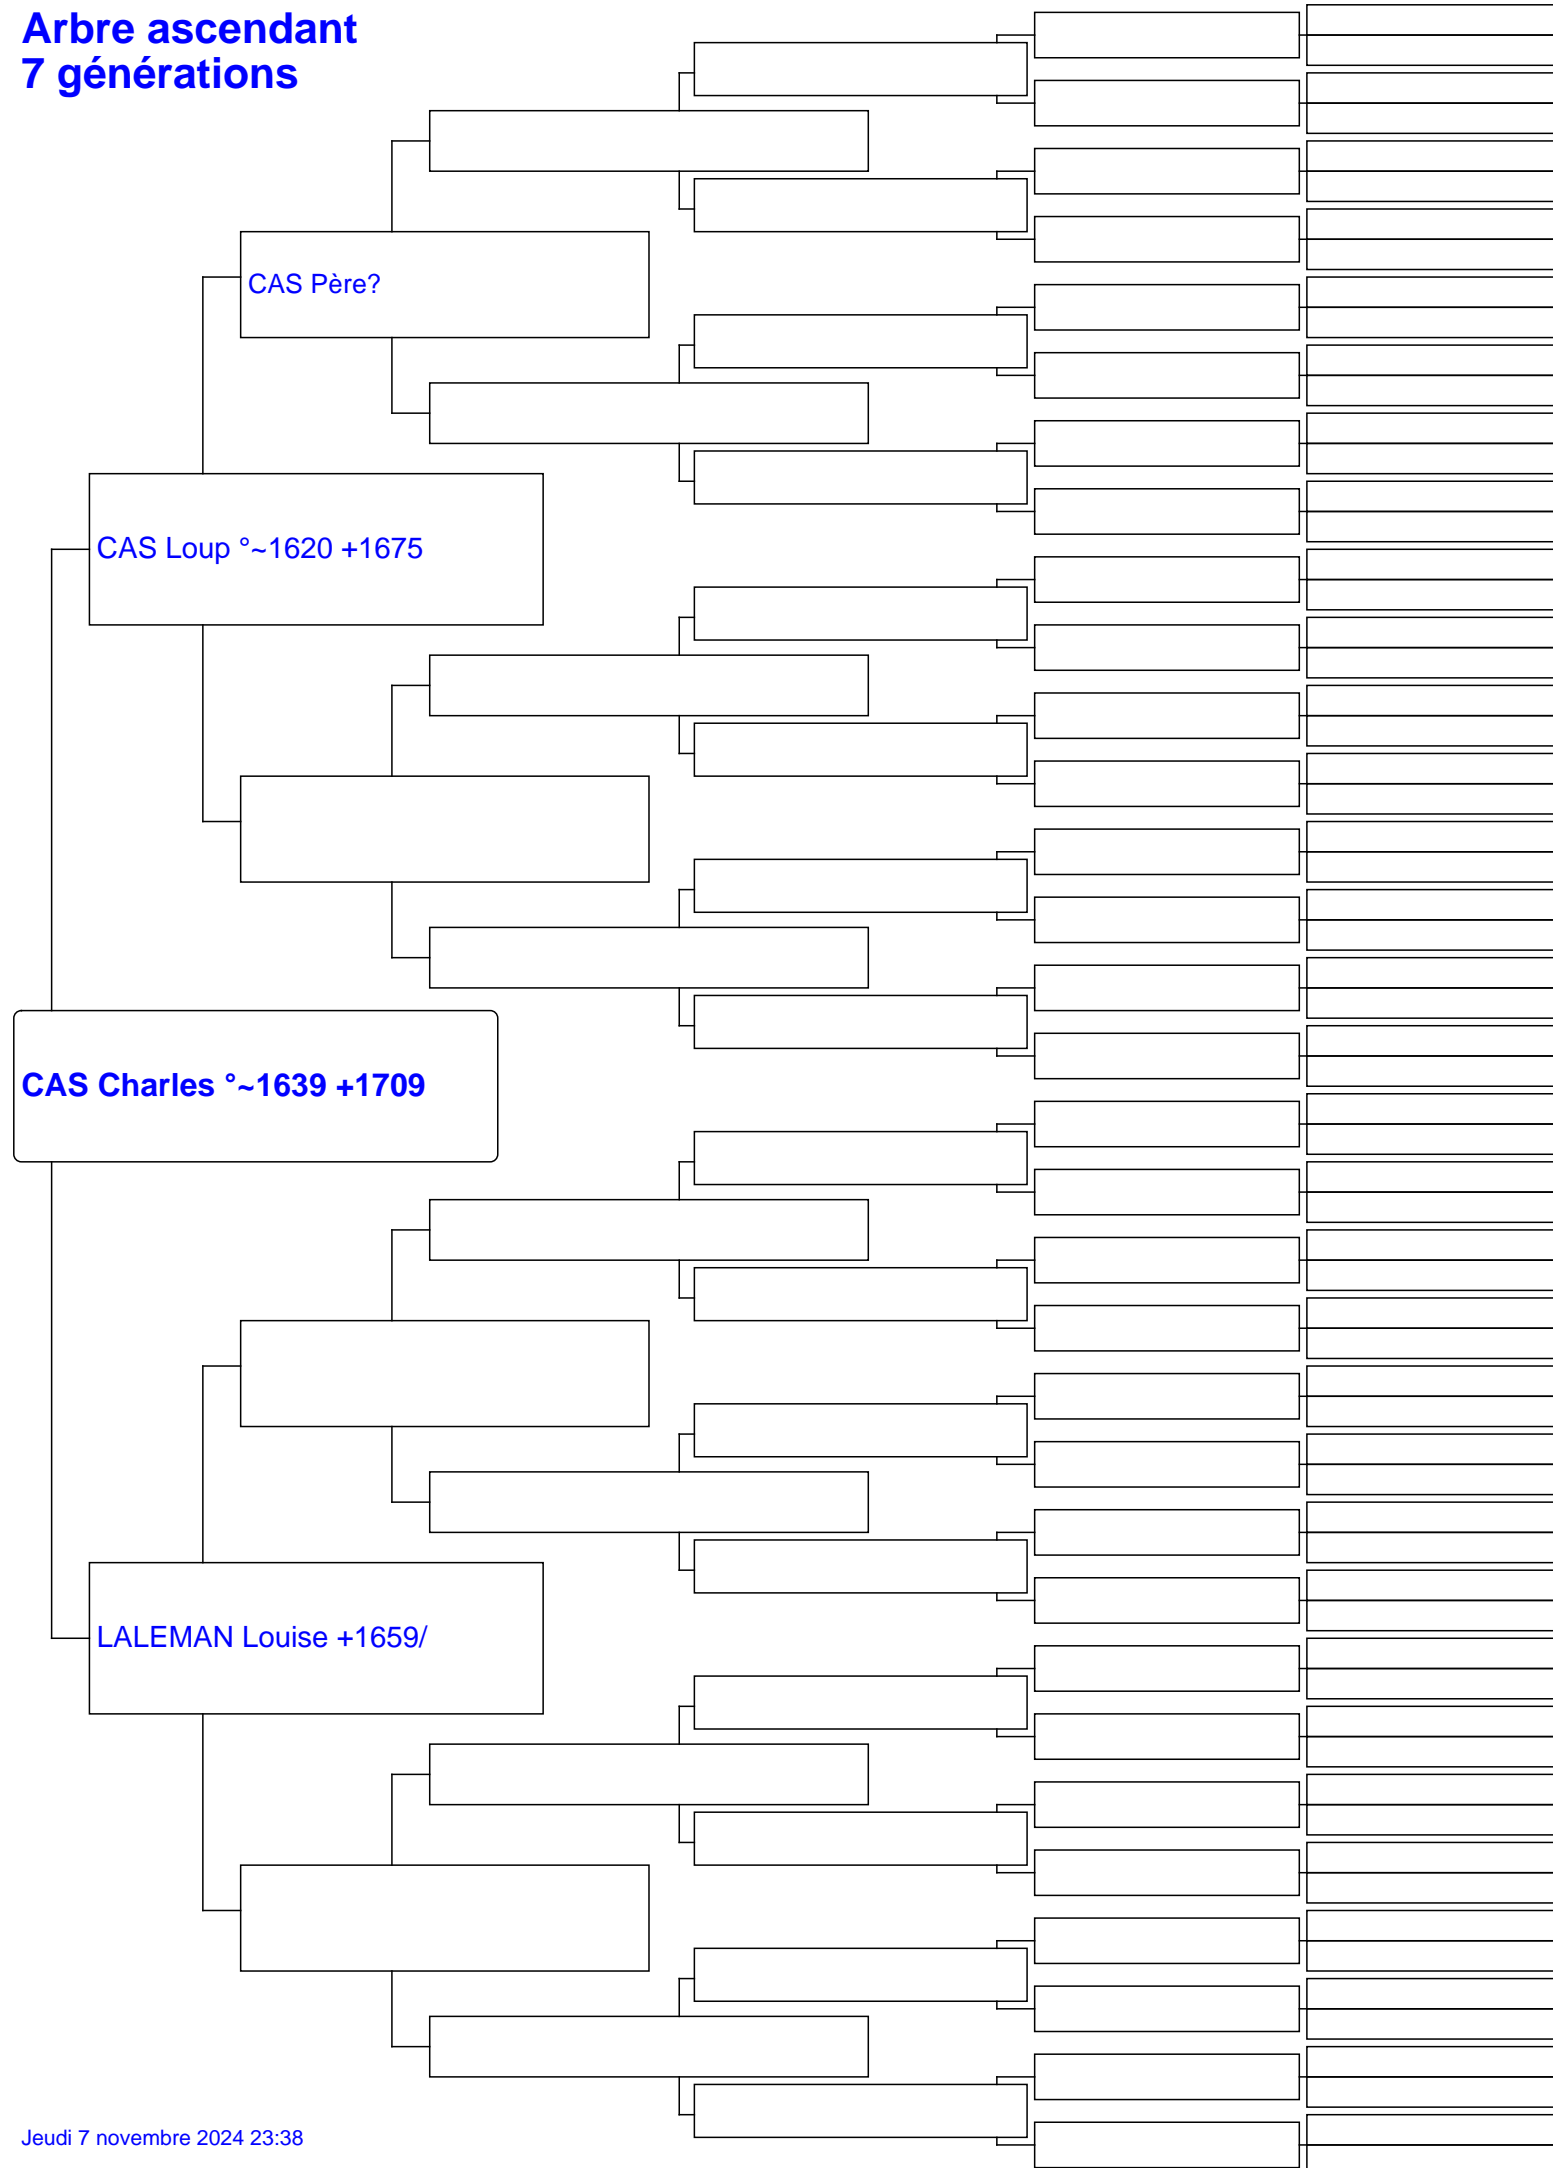 Arbre ascendant
7 générations
CAS Père?
CAS Loup °~1620 +1675
CAS Charles °~1639 +1709
LALEMAN Louise +1659/
Jeudi 7 novembre 2024 23:38